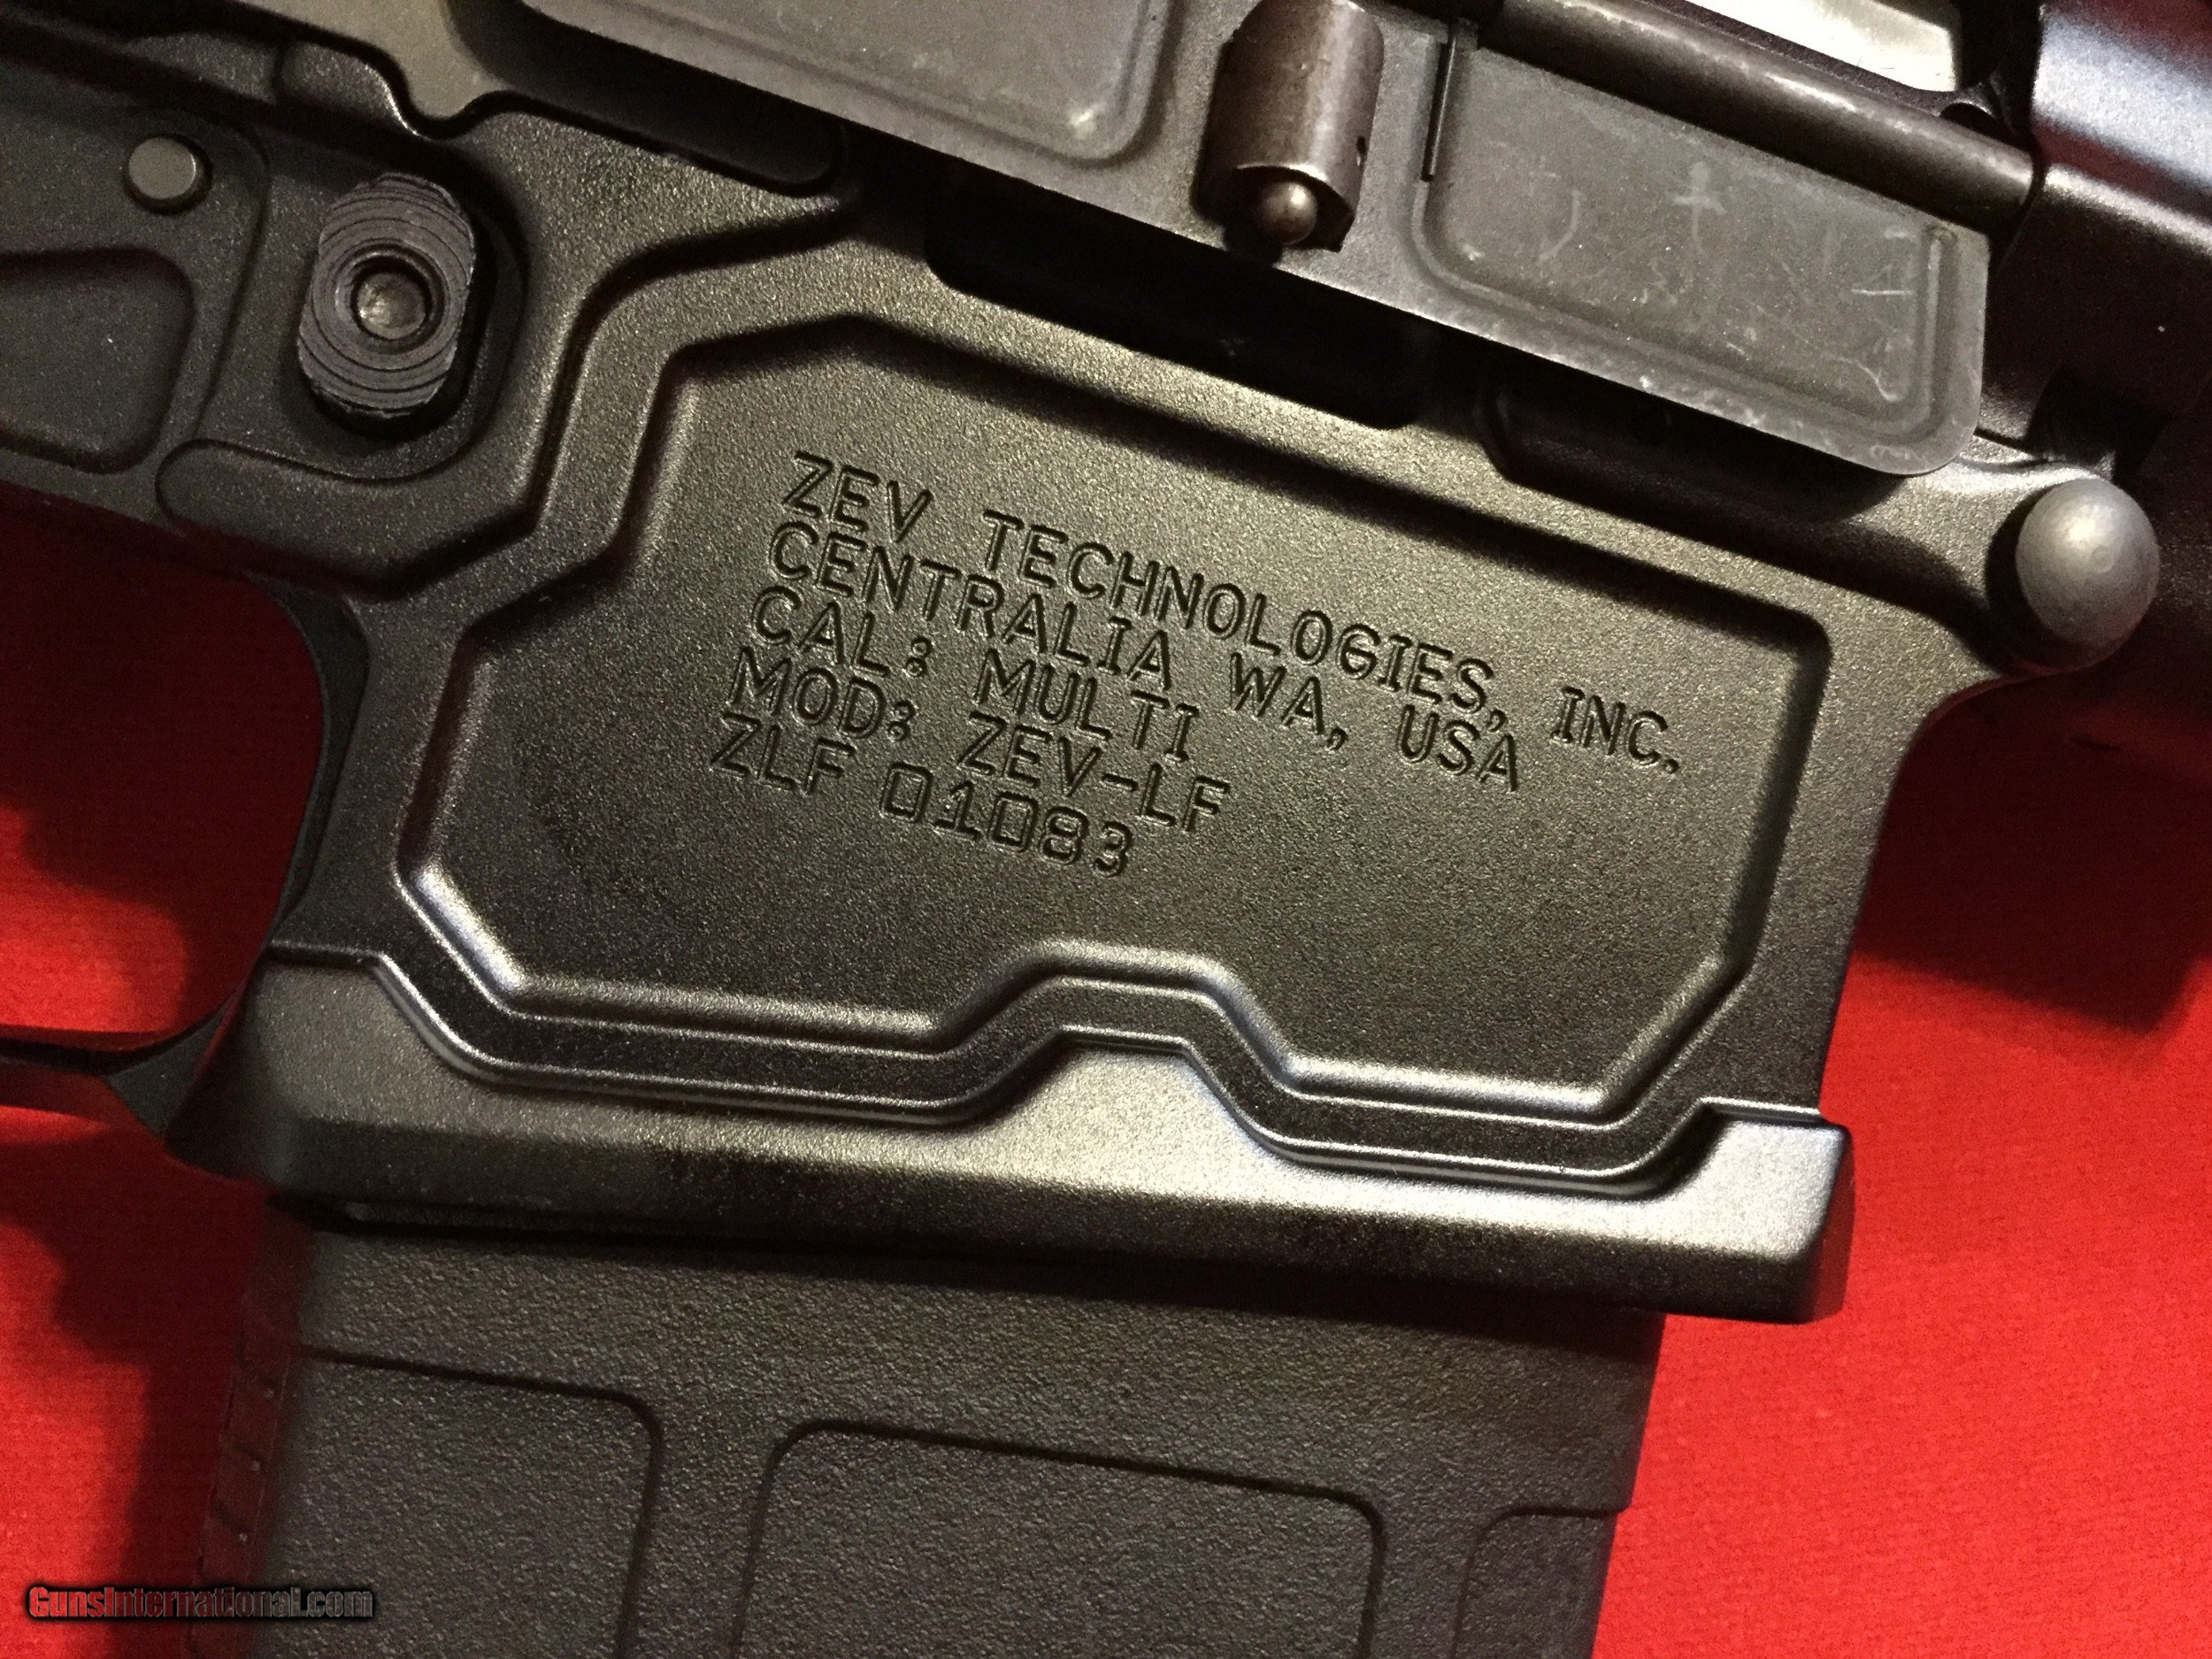 ZEV TECHNOLOGIES, INC.
CENTRALIA WA, USA
CAL: MULTI
MOD: ZEV-LF
ZLF 01083
GunsInternational.com